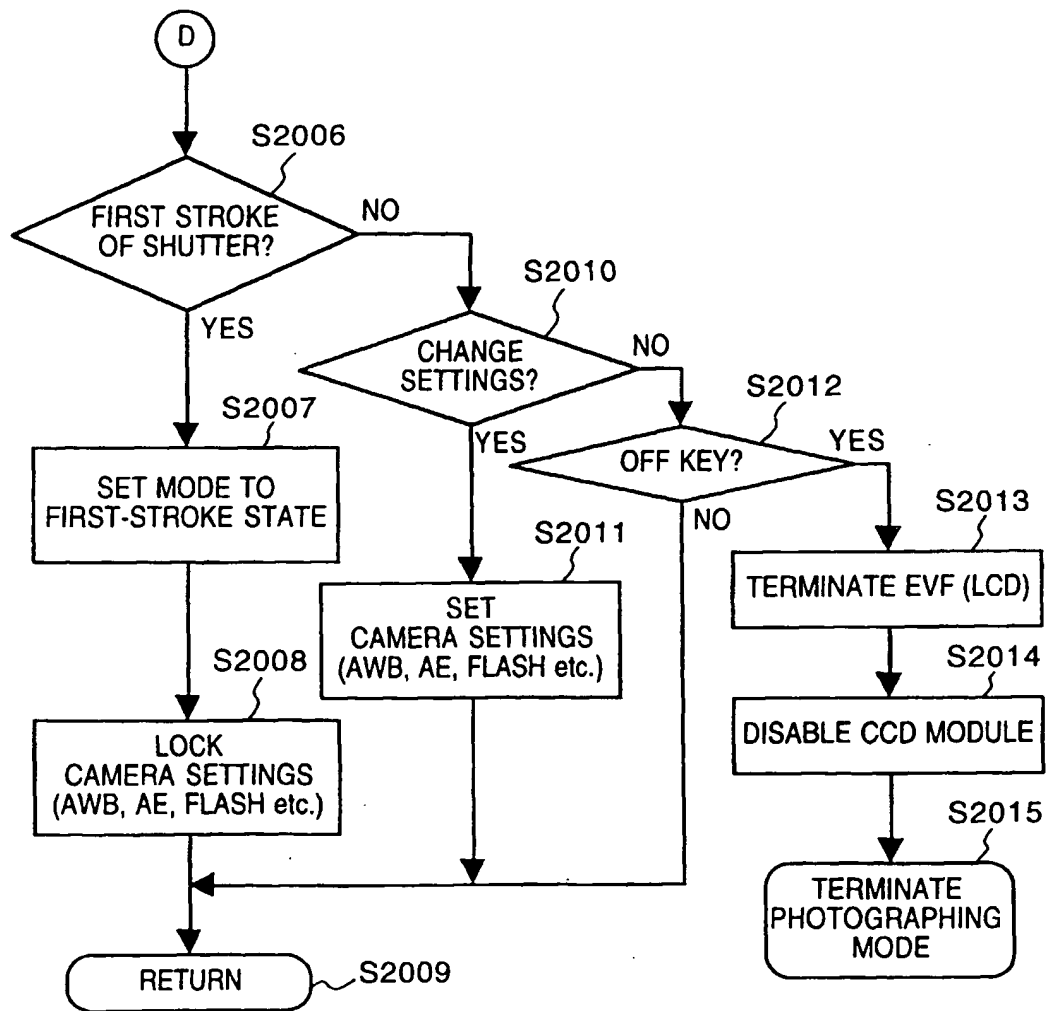 D
S2006
FIRST STROKE
OF SHUTTER?
NO
YES
S2010
CHANGE
SETTINGS?
NO
YES
S2012
OFF KEY?
YES
NO
S2007
SET MODE TO
FIRST-STROKE STATE
S2011
SET
CAMERA SETTINGS
(AWB, AE, FLASH etc.)
S2013
TERMINATE EVF (LCD)
S2008
LOCK
CAMERA SETTINGS
(AWB, AE, FLASH etc.)
S2014
DISABLE CCD MODULE
S2015
TERMINATE
PHOTOGRAPHING
MODE
RETURN
S2009